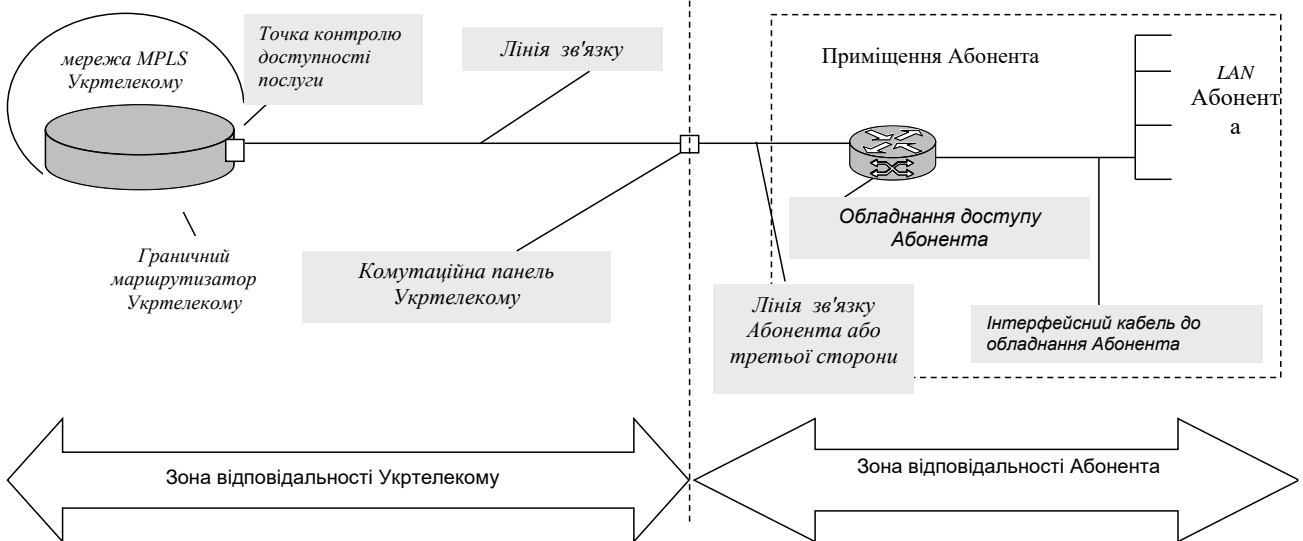 мережа MPLS
Укртелекому
Точка контролю
доступності
послуги
Лінія зв'язку
Приміщення Абонента
LAN
Абонент
а
Обладнання доступу
Абонента
Граничний
маршрутизатор
Укртелекому
Комутаційна панель
Укртелекому
Лінія зв'язку
Абонента або
третьої сторони
Інтерфейсний кабель до
обладнання Абонента
Зона відповідальності Укртелекому
Зона відповідальності Абонента